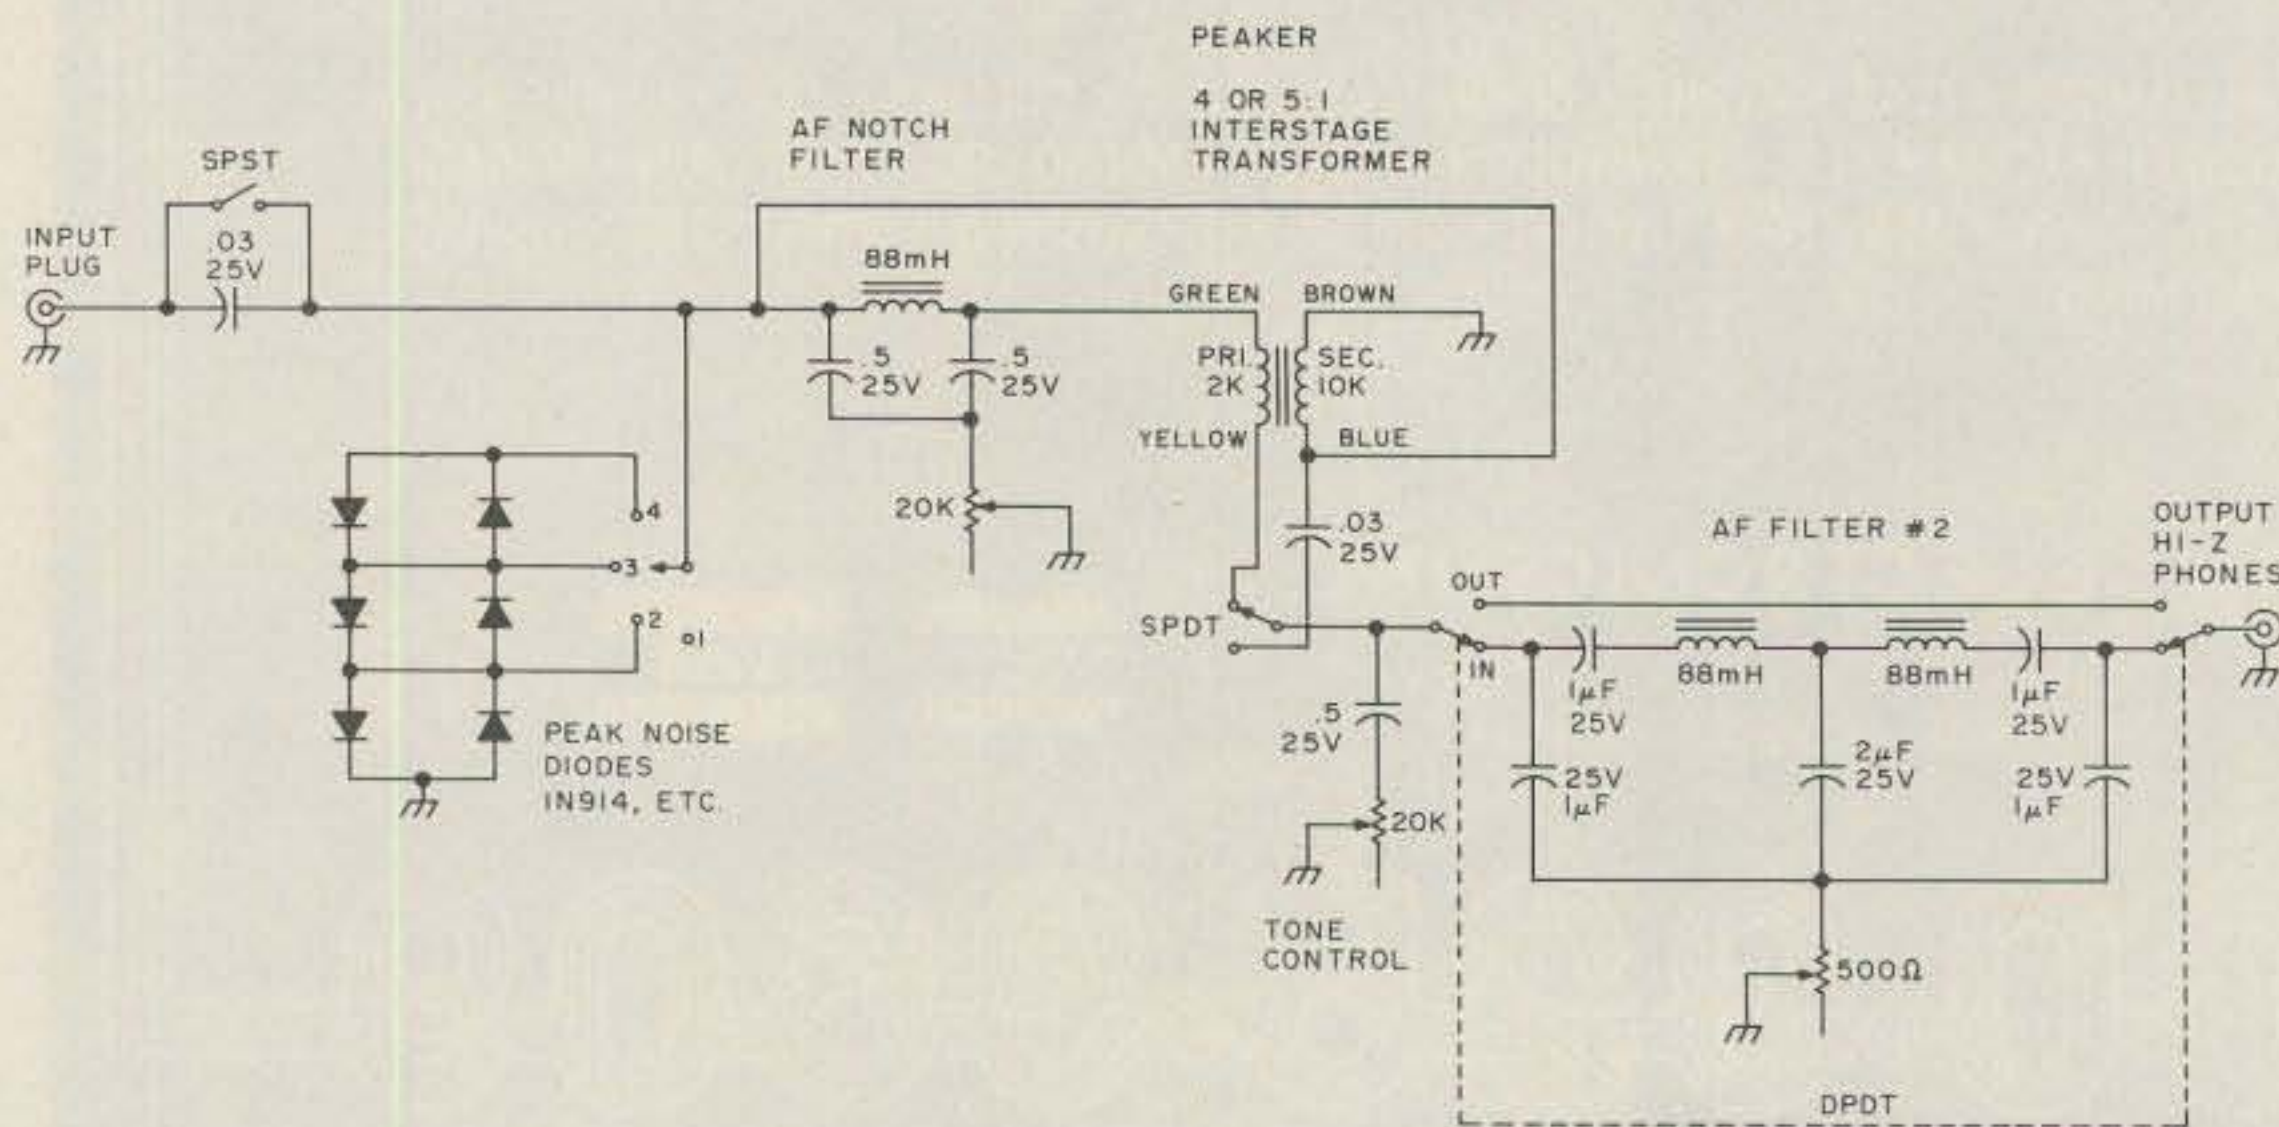 PEAKER
4 OR 5:1
INTERSTAGE
TRANSFORMER
AF NOTCH
FILTER
SPST
.03
25V
INPUT
PLUG
88mH
GREEN
BROWN
.5
25V
.5
25V
PRI.
2K
SEC.
10K
YELLOW
BLUE
4
3
2
1
20K
.03
25V
SPDT
PEAK NOISE
DIODES
1N914, ETC.
.5
25V
20K
TONE
CONTROL
AF FILTER #2
OUT
IN
OUTPUT
HI-Z
PHONES
1µF
25V
88mH
88mH
1µF
25V
25V
1µF
2µF
25V
25V
1µF
500Ω
DPDT